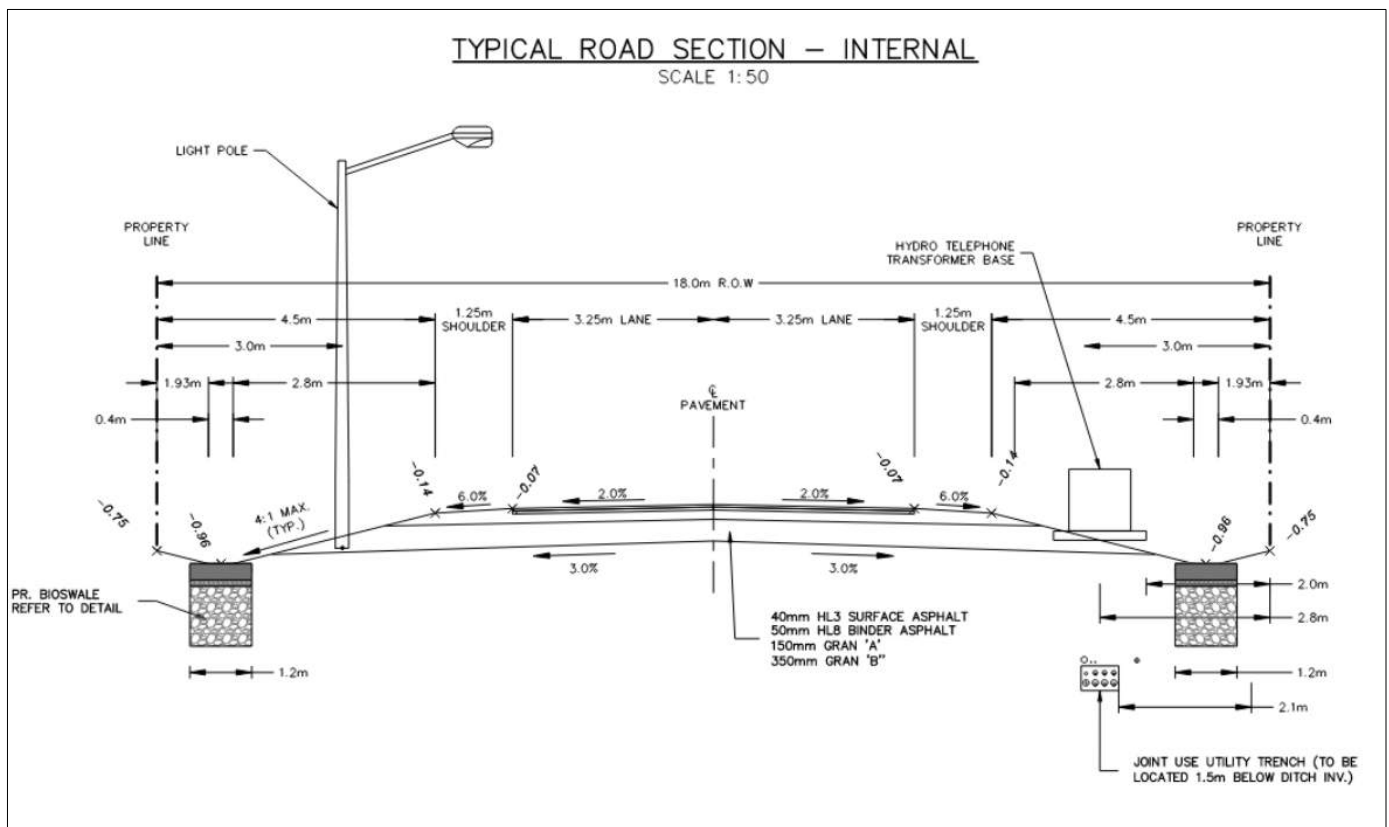 TYPICAL ROAD SECTION – INTERNAL
SCALE 1:50
LIGHT POLE
PROPERTY
LINE
PROPERTY
LINE
HYDRO TELEPHONE
TRANSFORMER BASE
18.0m R.O.W
4.5m
1.25m
SHOULDER
3.25m LANE
3.25m LANE
1.25m
SHOULDER
4.5m
3.0m
3.0m
1.93m
2.8m
2.8m
1.93m
0.4m
0.4m
℄
PAVEMENT
-0.75
-0.96
4:1 MAX.
(TYP.)
-0.14
6.0%
-0.07
2.0%
2.0%
-0.07
6.0%
-0.14
-0.96
-0.75
3.0%
3.0%
PR. BIOSWALE
REFER TO DETAIL
2.0m
2.8m
40mm HL3 SURFACE ASPHALT
50mm HL8 BINDER ASPHALT
150mm GRAN 'A'
350mm GRAN 'B"
1.2m
1.2m
2.1m
JOINT USE UTILITY TRENCH (TO BE
LOCATED 1.5m BELOW DITCH INV.)